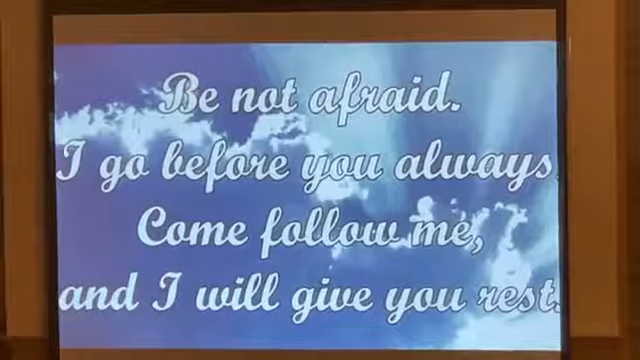 Be not afraid.
I go before you always.
Come follow me,
and I will give you rest.